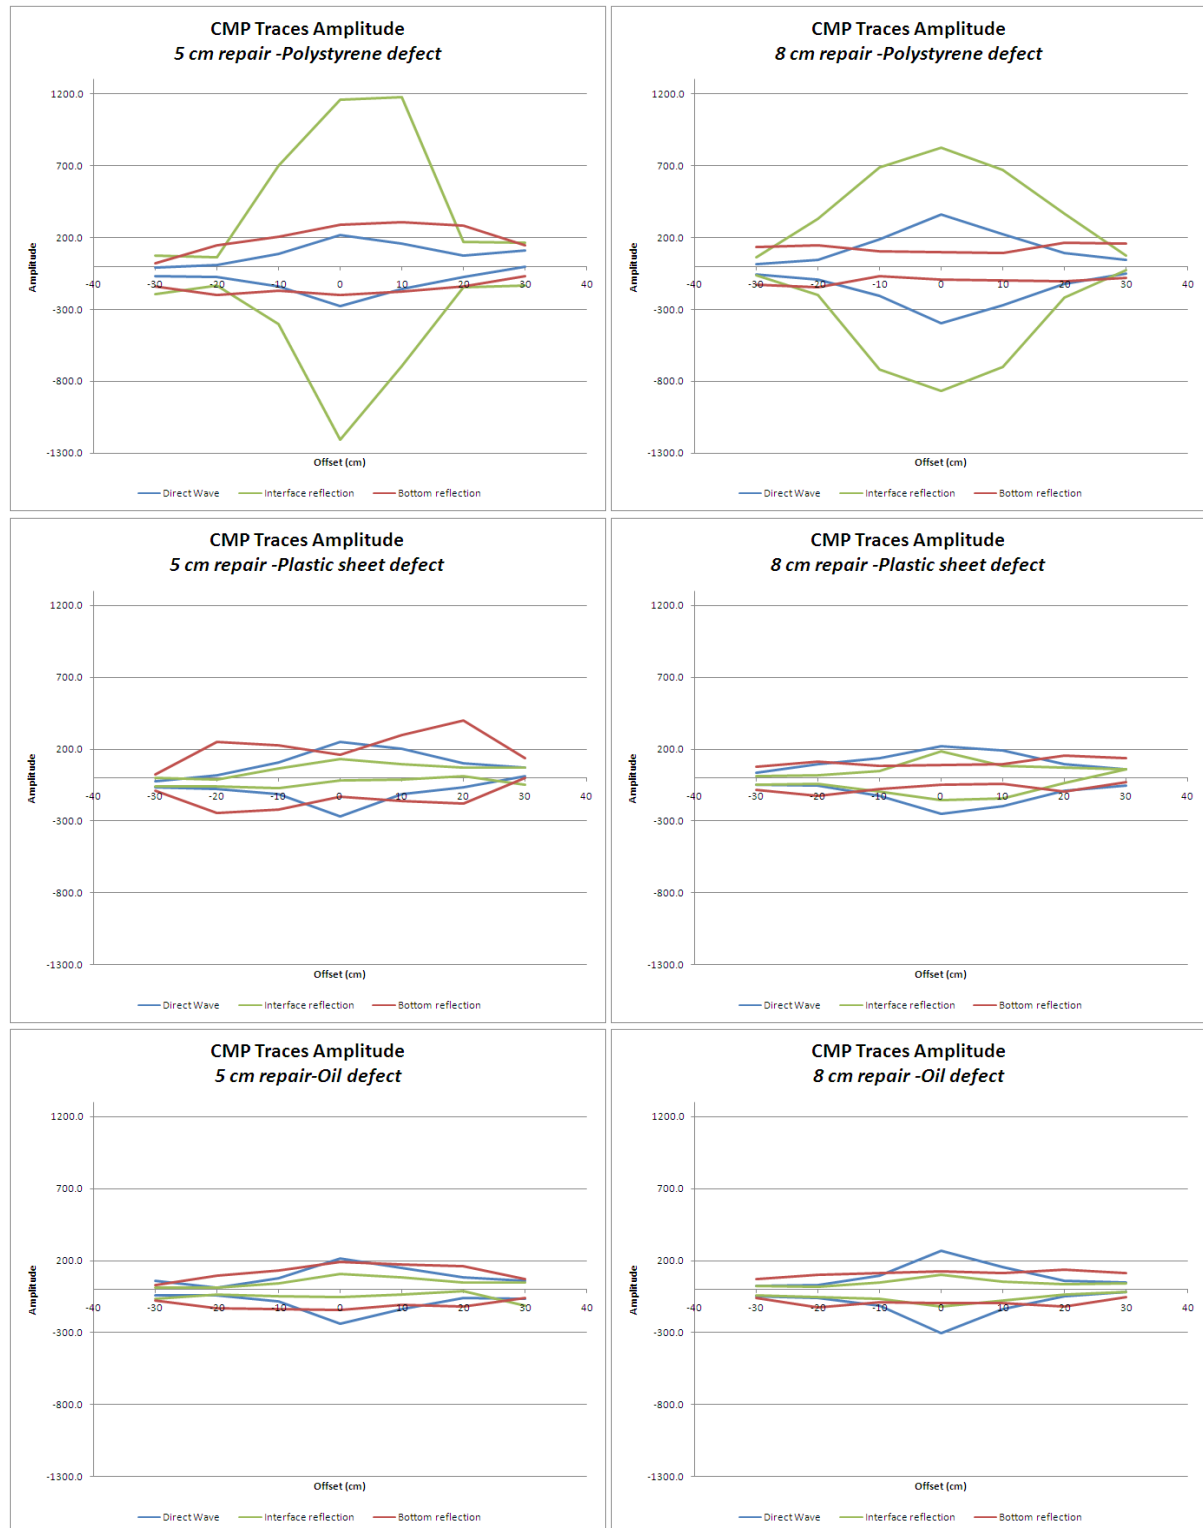 CMP Traces Amplitude
5 cm repair -Polystyrene defect
1200.0
700.0
200.0
-300.0
-800.0
-1300.0
-40
-30
-20
-10
0
10
20
30
40
Amplitude
Offset (cm)
Direct Wave
Interface reflection
Bottom reflection
CMP Traces Amplitude
8 cm repair -Polystyrene defect
1200.0
700.0
200.0
-300.0
-800.0
-1300.0
-40
-30
-20
-10
0
10
20
30
40
Amplitude
Offset (cm)
Direct Wave
Interface reflection
Bottom reflection
CMP Traces Amplitude
5 cm repair -Plastic sheet defect
1200.0
700.0
200.0
-300.0
-800.0
-1300.0
-40
-30
-20
-10
0
10
20
30
40
Amplitude
Offset (cm)
Direct Wave
Interface reflection
Bottom reflection
CMP Traces Amplitude
8 cm repair -Plastic sheet defect
1200.0
700.0
200.0
-300.0
-800.0
-1300.0
-40
-30
-20
-10
0
10
20
30
40
Amplitude
Offset (cm)
Direct Wave
Interface reflection
Bottom reflection
CMP Traces Amplitude
5 cm repair-Oil defect
1200.0
700.0
200.0
-300.0
-800.0
-1300.0
-40
-30
-20
-10
0
10
20
30
40
Amplitude
Offset (cm)
Direct Wave
Interface reflection
Bottom reflection
CMP Traces Amplitude
8 cm repair -Oil defect
1200.0
700.0
200.0
-300.0
-800.0
-1300.0
-40
-30
-20
-10
0
10
20
30
40
Amplitude
Offset (cm)
Direct Wave
Interface reflection
Bottom reflection